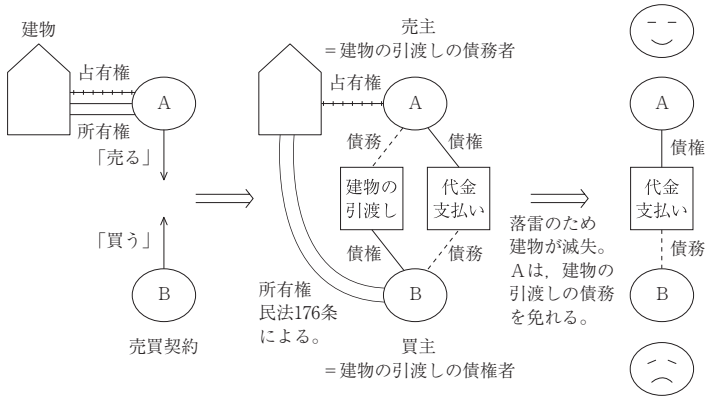 建物
占有権
A
所有権
「売る」
「買う」
B
売買契約
売主
=建物の引渡しの債務者
占有権
A
債務
債権
建物の
引渡し
代金
支払い
債権
債務
所有権
民法176条
による。
B
買主
=建物の引渡しの債権者
落雷のため
建物が滅失。
Aは，建物の
引渡しの債務
を免れる。
A
債権
代金
支払い
債務
B